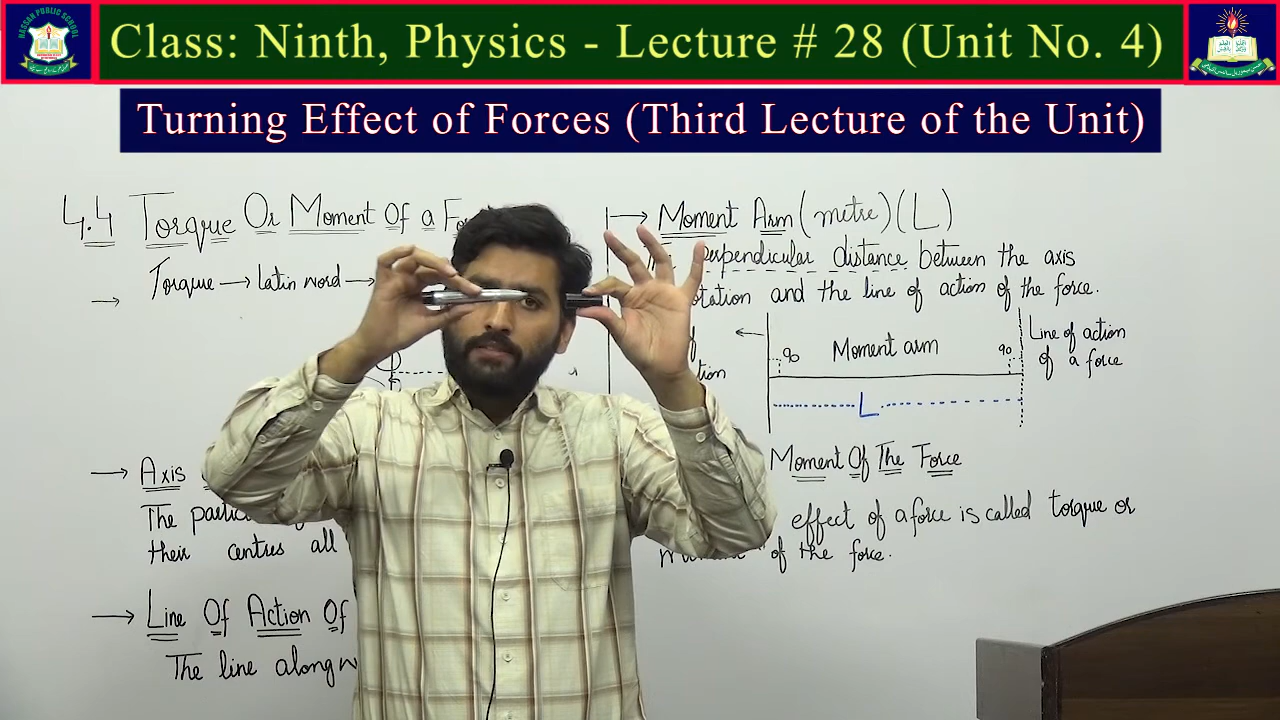 HASSAN PUBLIC SCHOOL
Class: Ninth, Physics - Lecture # 28 (Unit No. 4)
Turning Effect of Forces (Third Lecture of the Unit)
4.4 Torque Or Moment Of a
Torque → Latin word →
→ Axis
The
their centres all
→ Line Of Action Of
The line along
→ Moment Arm (metre) (L)
perpendicular distance between the axis
and the line of action of the force.
90 Moment arm 90
Line of action
of a force
L
Moment Of The Force
effect of a force is called torque or
of the force.